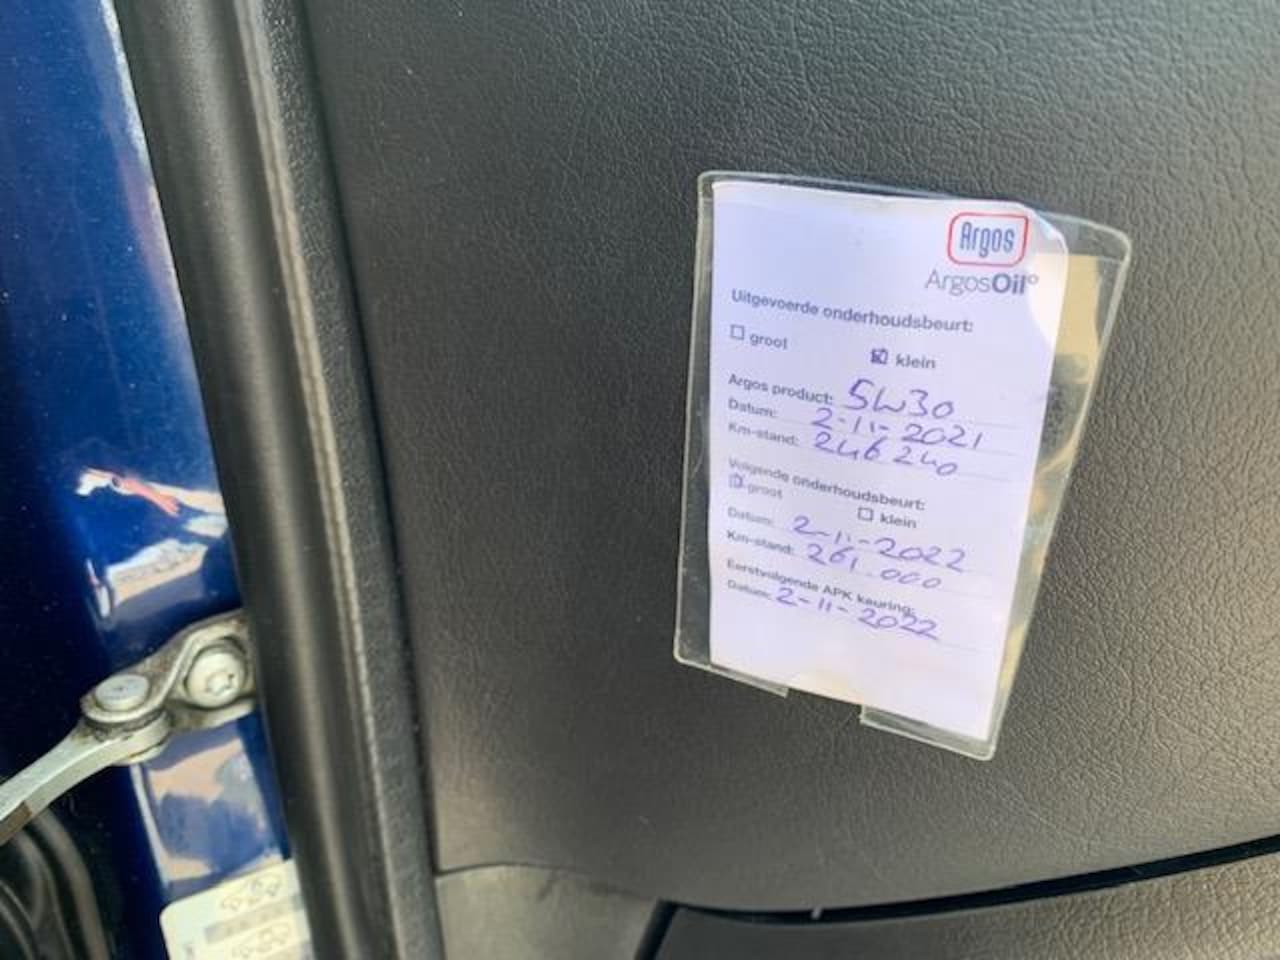 Argos
ArgosOil
Uitgevoerde onderhoudsbeurt:
☐ groot ☒ klein
Argos product: 5W30
Datum: 2-11-2021
Km-stand: 246240
Volgende onderhoudsbeurt:
☒ groot ☐ klein
Datum: 2-11-2022
Km-stand: 261.000
Eerstvolgende APK keuring:
Datum: 2-11-2022